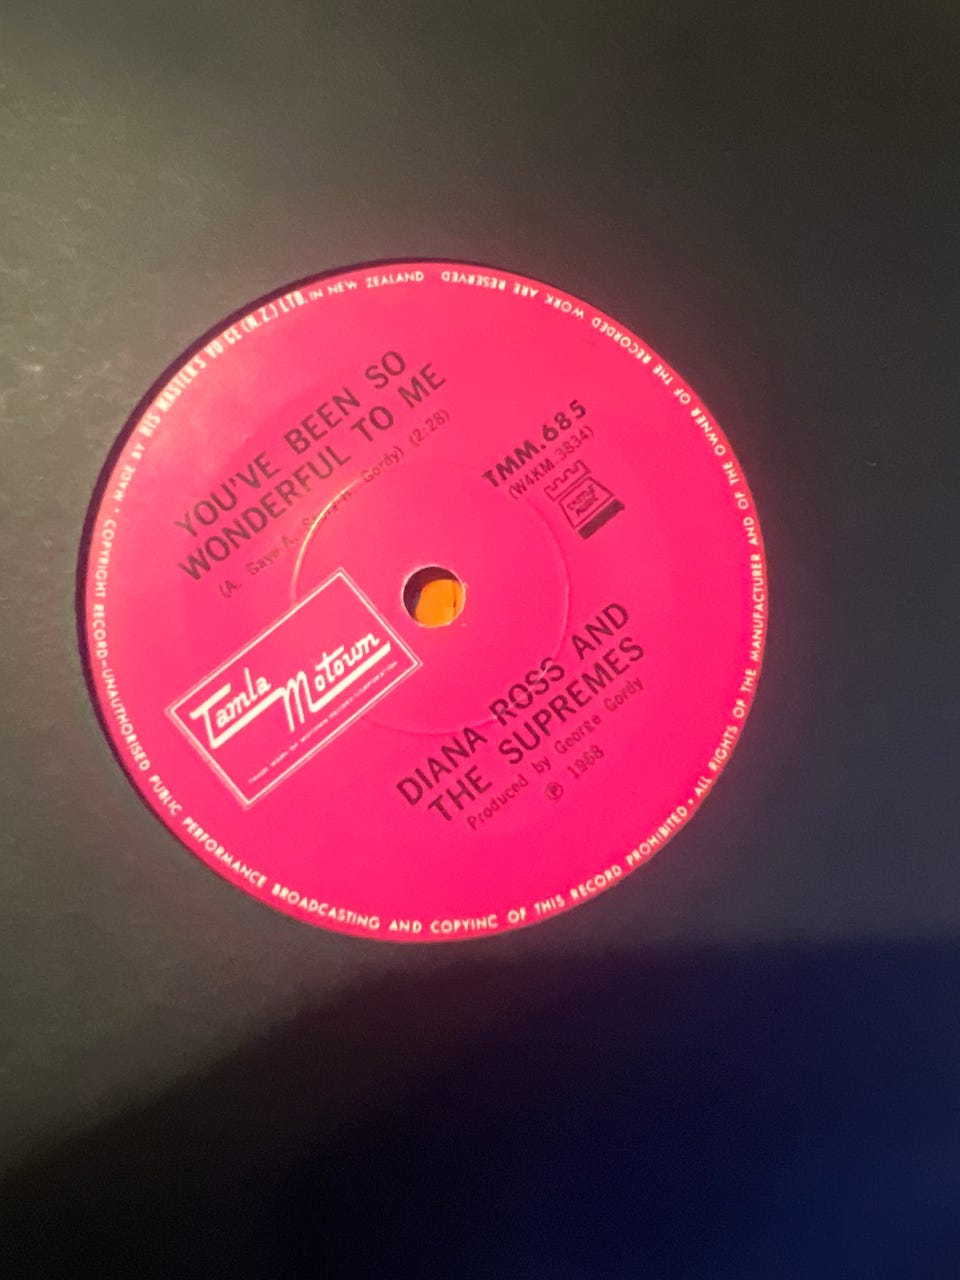 YOU'VE BEEN SO
WONDERFUL TO ME
(A. Gaye A. Gordy) (2:28)
TMM.685
(W4KM.3834)
Tamla
Motown
DIANA ROSS AND
THE SUPREMES
Produced by George Gordy
℗ 1968
MADE BY HIS MASTER'S VOICE (N.Z.) LTD. IN NEW ZEALAND
• COPYRIGHT RECORD—UNAUTHORISED PUBLIC PERFORMANCE BROADCASTING AND COPYING OF THIS RECORD PROHIBITED • ALL RIGHTS OF THE MANUFACTURER AND OF THE OWNER OF THE RECORDED WORK ARE RESERVED